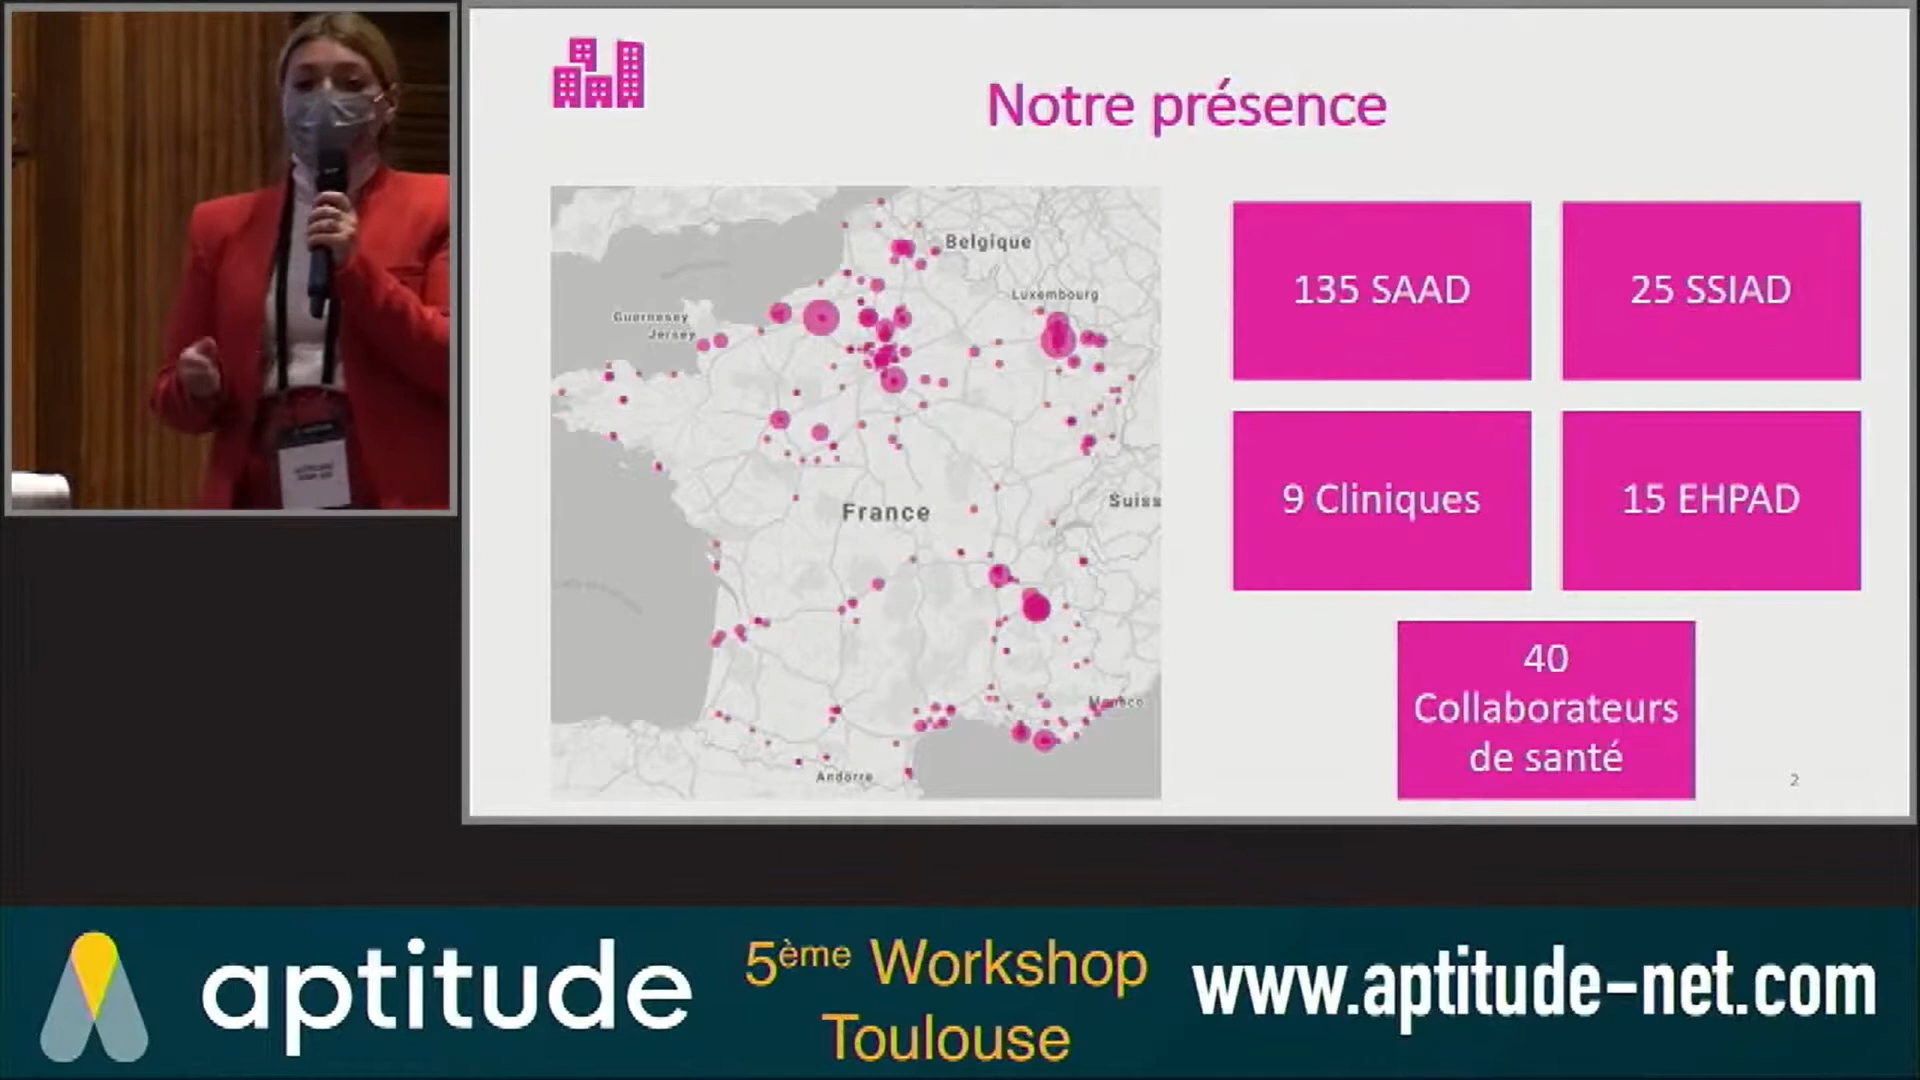 Notre présence
Belgique
Luxembourg
Guernesey
Jersey
France
Suiss
Monaco
Andorre
135 SAAD
25 SSIAD
9 Cliniques
15 EHPAD
40
Collaborateurs
de santé
2
aptitude
5ème Workshop
Toulouse
www.aptitude-net.com